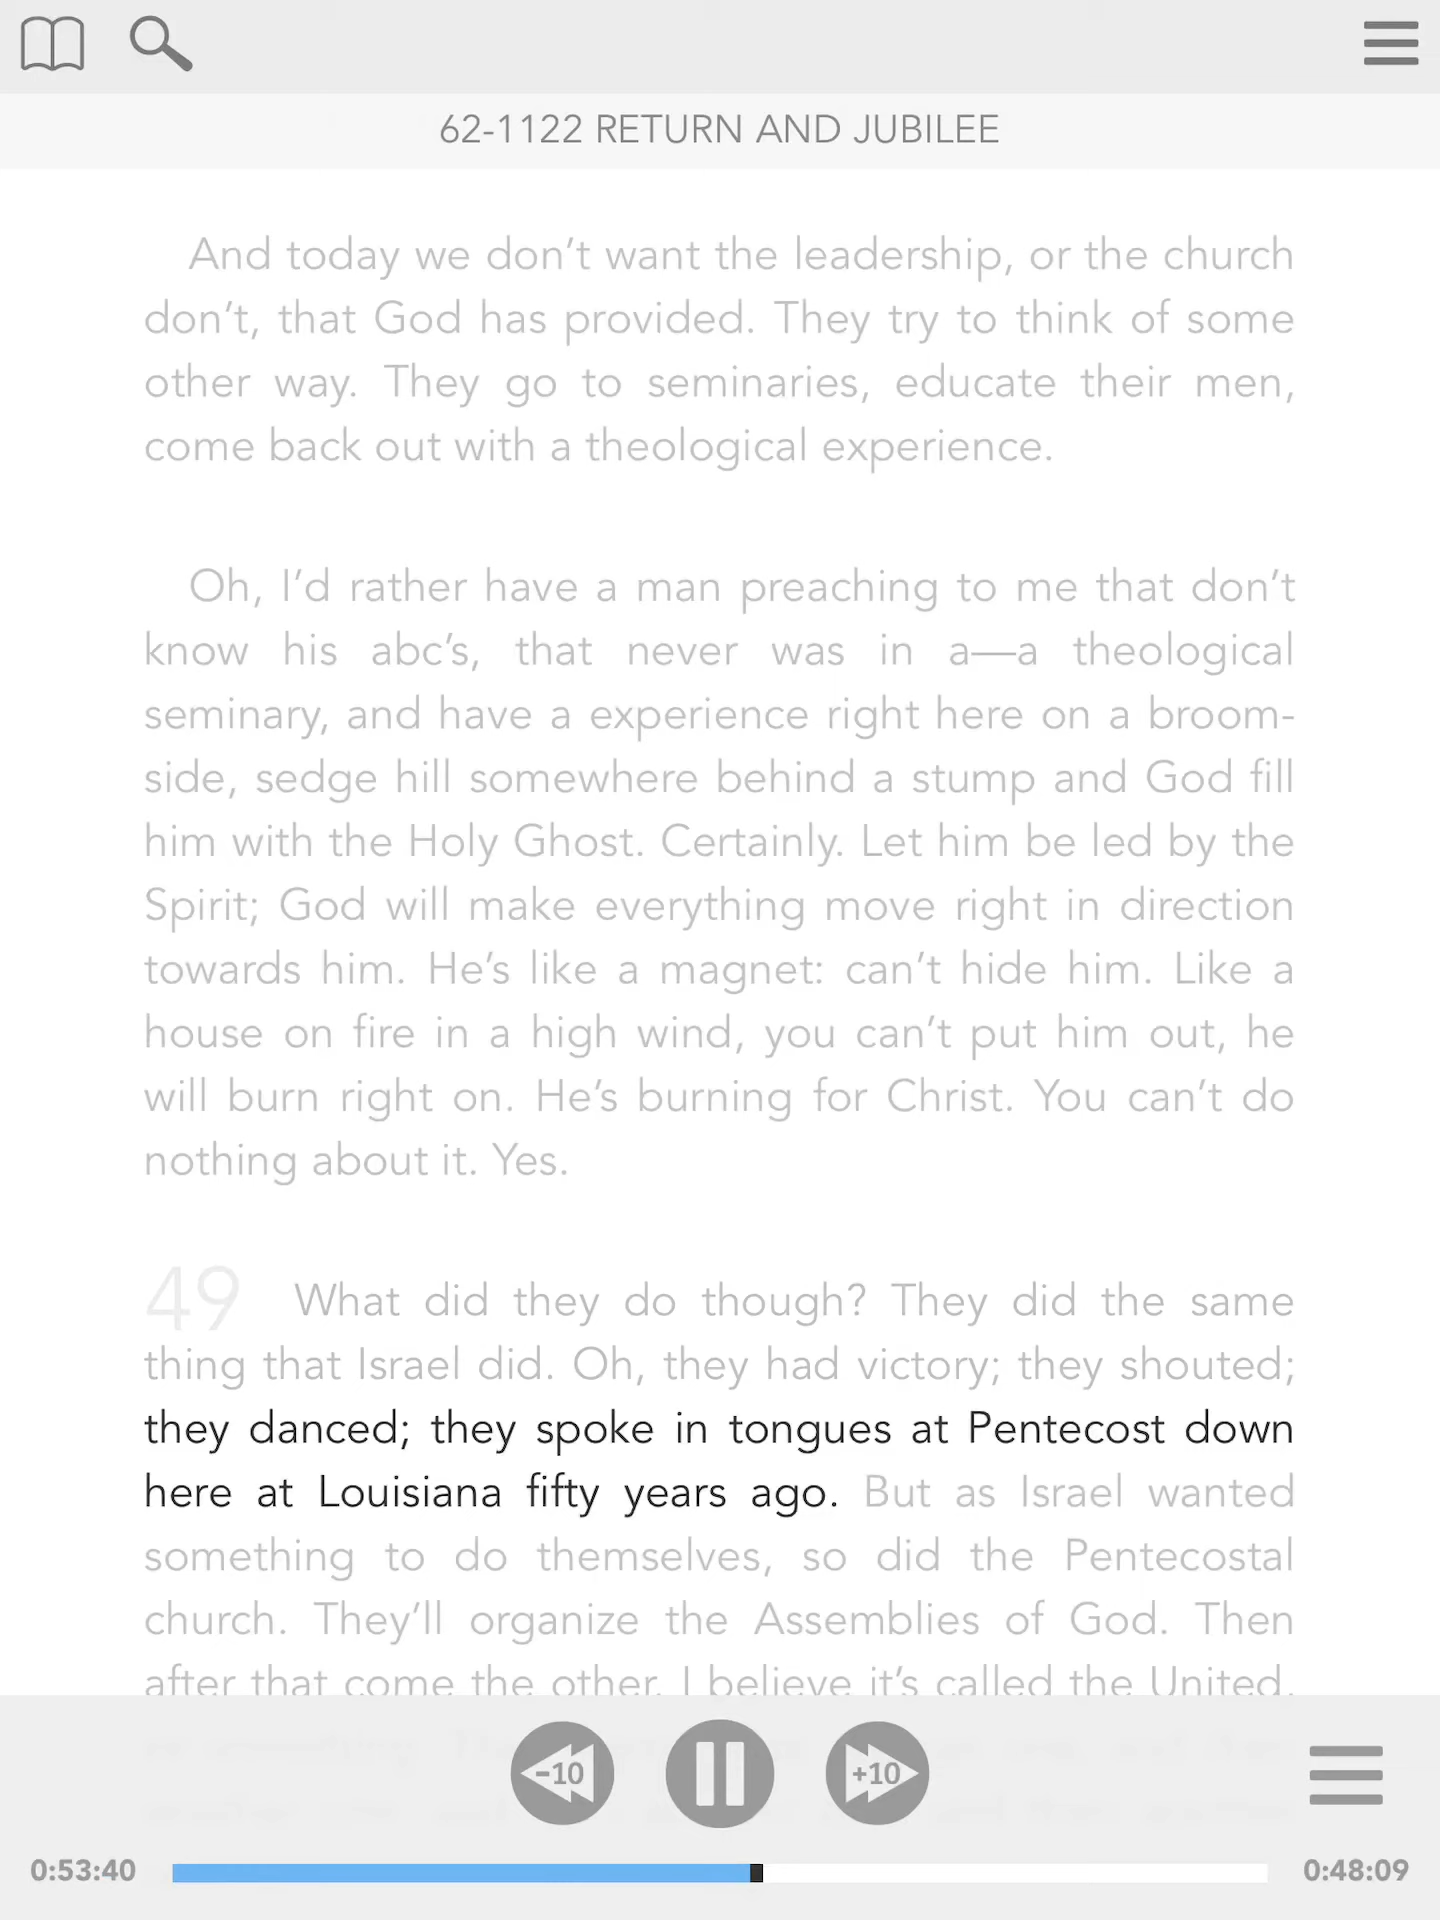 62-1122 RETURN AND JUBILEE
And today we don’t want the leadership, or the church
don’t, that God has provided. They try to think of some
other way. They go to seminaries, educate their men,
come back out with a theological experience.
Oh, I’d rather have a man preaching to me that don’t
know his abc’s, that never was in a—a theological
seminary, and have a experience right here on a broom-
side, sedge hill somewhere behind a stump and God fill
him with the Holy Ghost. Certainly. Let him be led by the
Spirit; God will make everything move right in direction
towards him. He’s like a magnet: can’t hide him. Like a
house on fire in a high wind, you can’t put him out, he
will burn right on. He’s burning for Christ. You can’t do
nothing about it. Yes.
49 What did they do though? They did the same
thing that Israel did. Oh, they had victory; they shouted;
they danced; they spoke in tongues at Pentecost down
here at Louisiana fifty years ago. But as Israel wanted
something to do themselves, so did the Pentecostal
church. They’ll organize the Assemblies of God. Then
after that come the other. I believe it’s called the United,
-10 +10
0:53:40 0:48:09